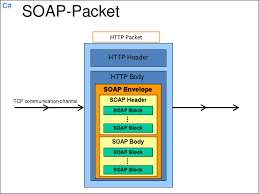 C#
SOAP-Packet
HTTP Packet
HTTP Header
HTTP Body
SOAP Envelope
SOAP Header
SOAP Block
SOAP Block
SOAP Body
SOAP Block
SOAP Block
TCP communication channel